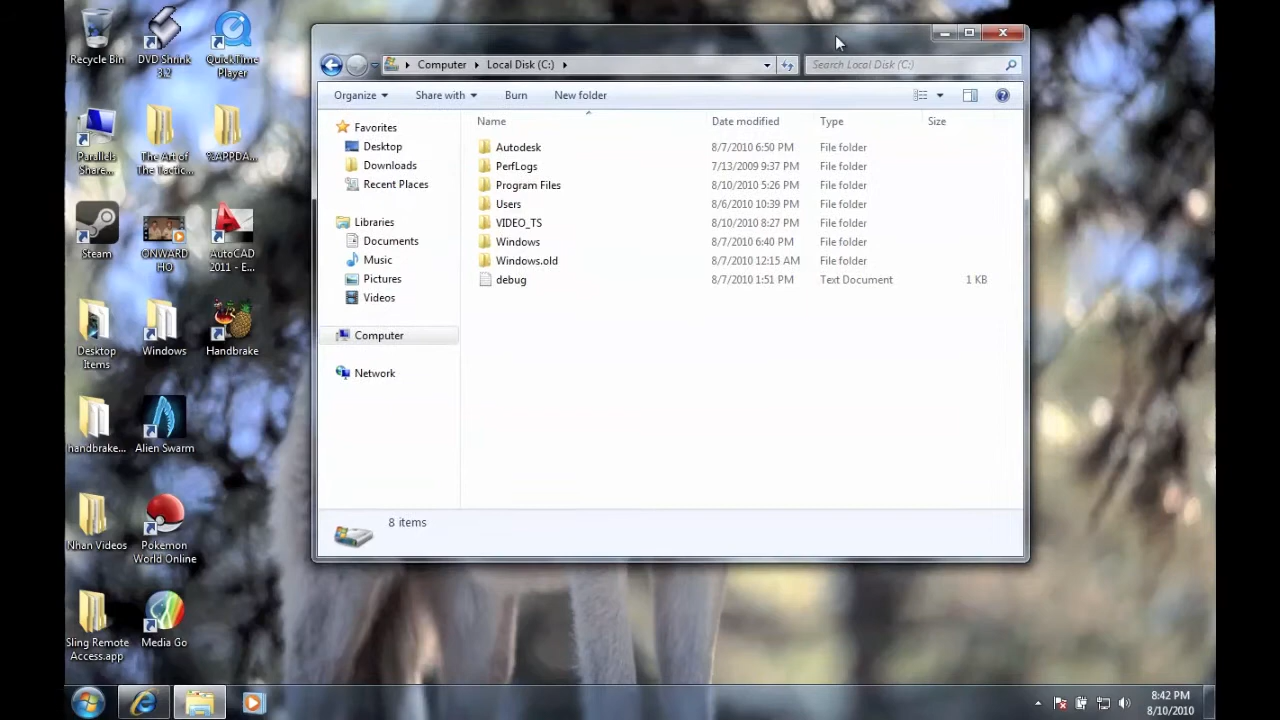 Recycle Bin
DVD Shrink
3.2
QuickTime
Player
Parallels
Share...
The Art of
The Tactic...
%APPDA...
Steam
ONWARD
HO
AutoCAD
2011 - E...
Desktop
Items
Windows
Handbrake
handbrake...
Alien Swarm
Nhan Videos
Pokemon
World Online
Sling Remote
Access.app
Media Go
Computer
Local Disk (C:)
Search Local Disk (C:)
Organize
Share with
Burn
New folder
Favorites
Desktop
Downloads
Recent Places
Libraries
Documents
Music
Pictures
Videos
Computer
Network
Name Date modified Type Size
Autodesk 8/7/2010 6:50 PM File folder
PerfLogs 7/13/2009 9:37 PM File folder
Program Files 8/10/2010 5:26 PM File folder
Users 8/6/2010 10:39 PM File folder
VIDEO_TS 8/10/2010 8:27 PM File folder
Windows 8/7/2010 6:40 PM File folder
Windows.old 8/7/2010 12:15 AM File folder
debug 8/7/2010 1:51 PM Text Document 1 KB
8 items
8:42 PM
8/10/2010